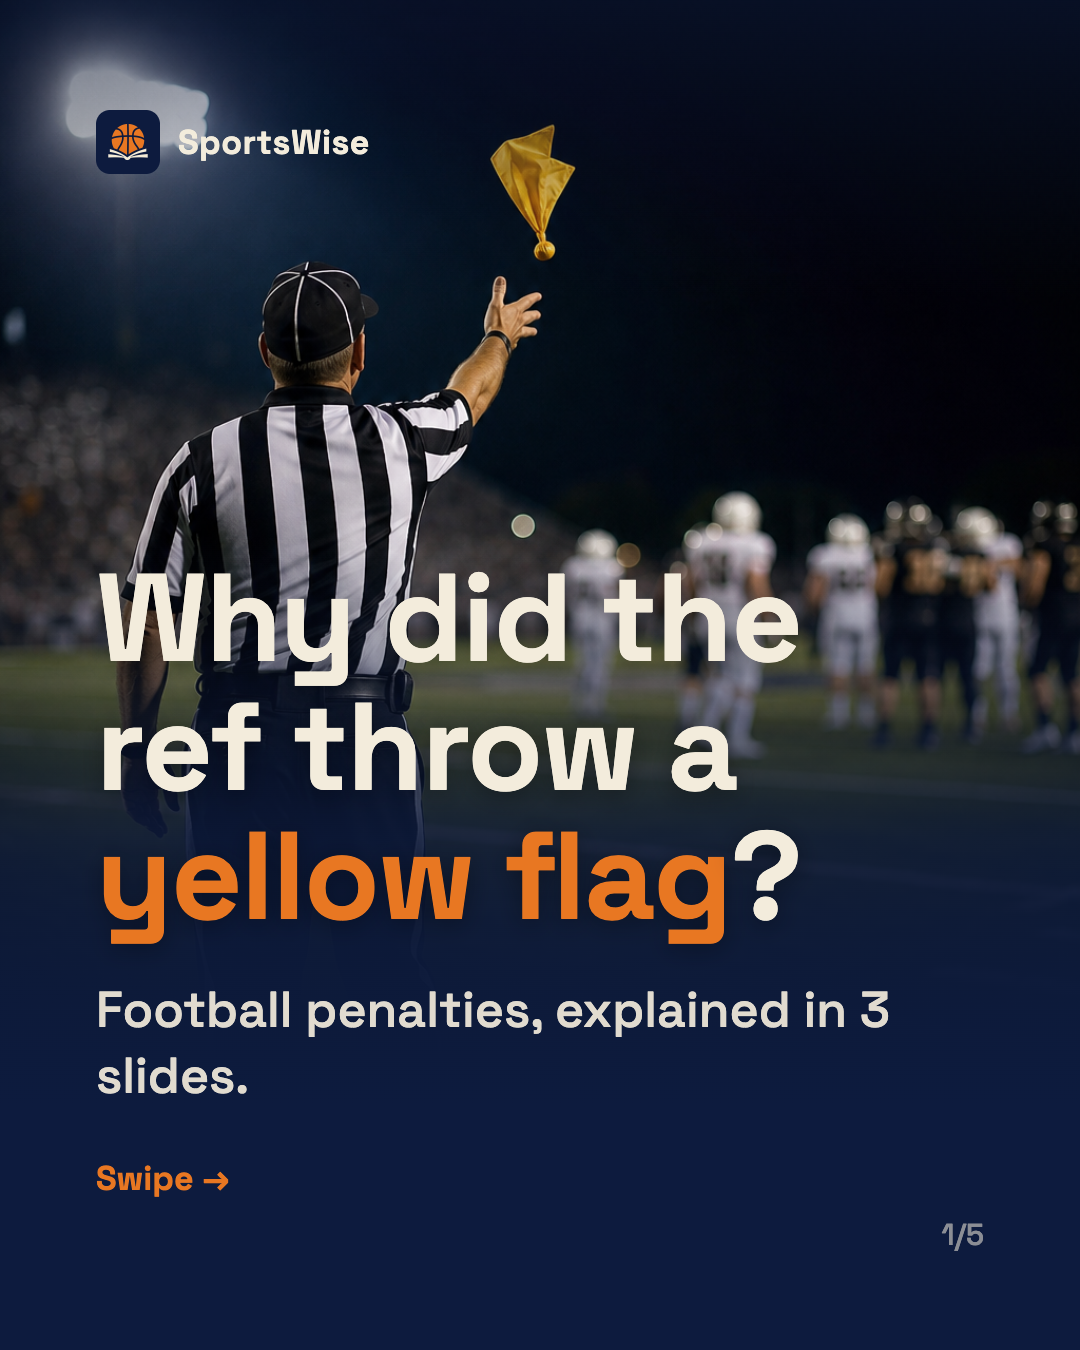 SportsWise
Why did the
ref throw a
yellow flag?
Football penalties, explained in 3
slides.
Swipe →
1/5